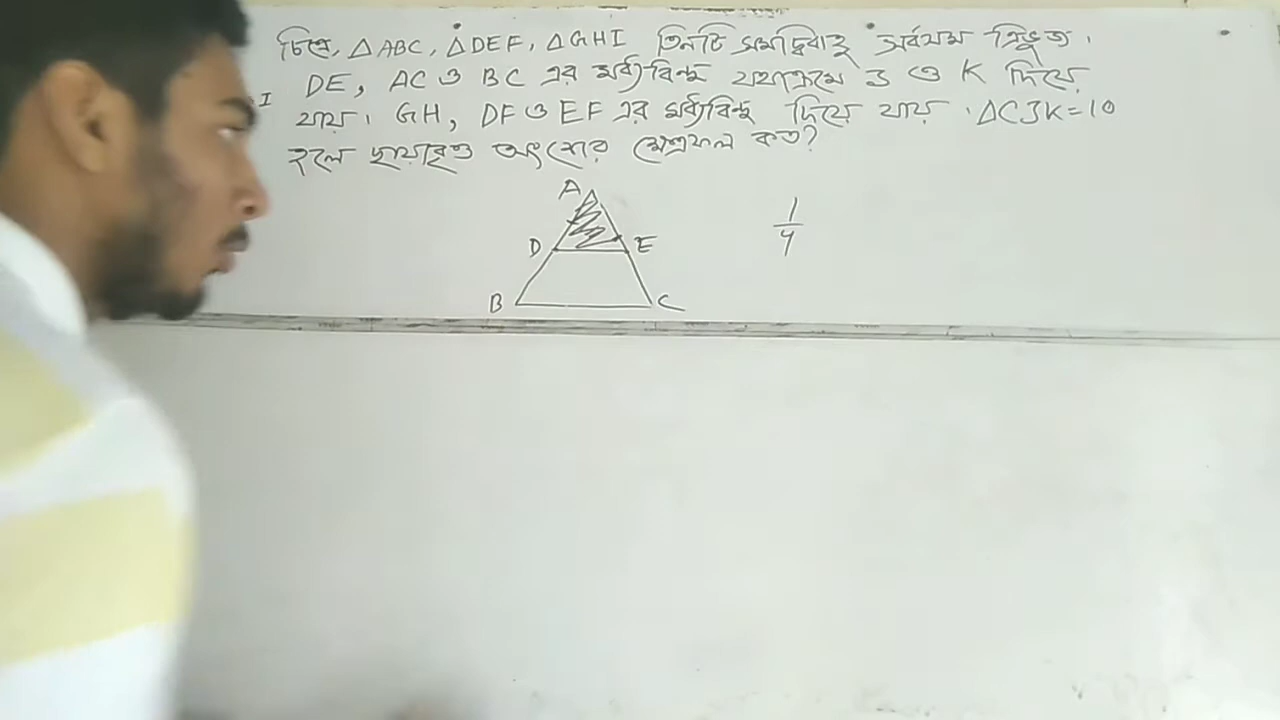 চিত্রে, △ABC, △DEF, △GHI তিনটি সমদ্বিবাহু সর্বসম ত্রিভুজ।
DE, AC ও BC এর মধ্যবিন্দু যথাক্রমে J ও K দিয়ে
যায়। GH, DF ও EF এর মধ্যবিন্দু দিয়ে যায়। △CJK=10
হলে ছায়াবৃত অংশের ক্ষেত্রফল কত?
I
A
D E
B C
1/4